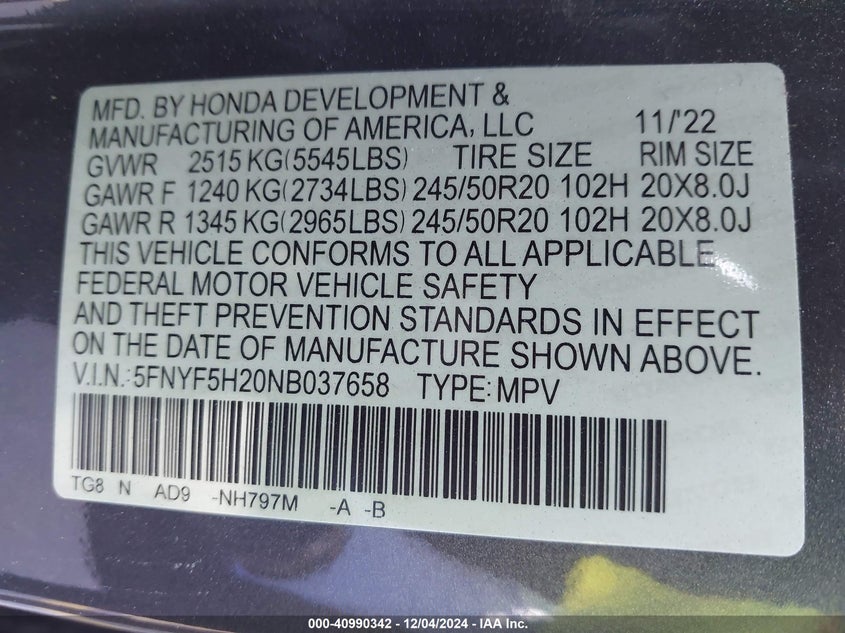 MFD. BY HONDA DEVELOPMENT &
MANUFACTURING OF AMERICA, LLC 11/'22
GVWR 2515 KG(5545LBS) TIRE SIZE RIM SIZE
GAWR F 1240 KG(2734LBS) 245/50R20 102H 20X8.0J
GAWR R 1345 KG(2965LBS) 245/50R20 102H 20X8.0J
THIS VEHICLE CONFORMS TO ALL APPLICABLE
FEDERAL MOTOR VEHICLE SAFETY
AND THEFT PREVENTION STANDARDS IN EFFECT
ON THE DATE OF MANUFACTURE SHOWN ABOVE.
V.I.N.:5FNYF5H20NB037658 TYPE:MPV
TG8 N AD9 -NH797M -A -B
000-40990342 - 12/04/2024 - IAA Inc.